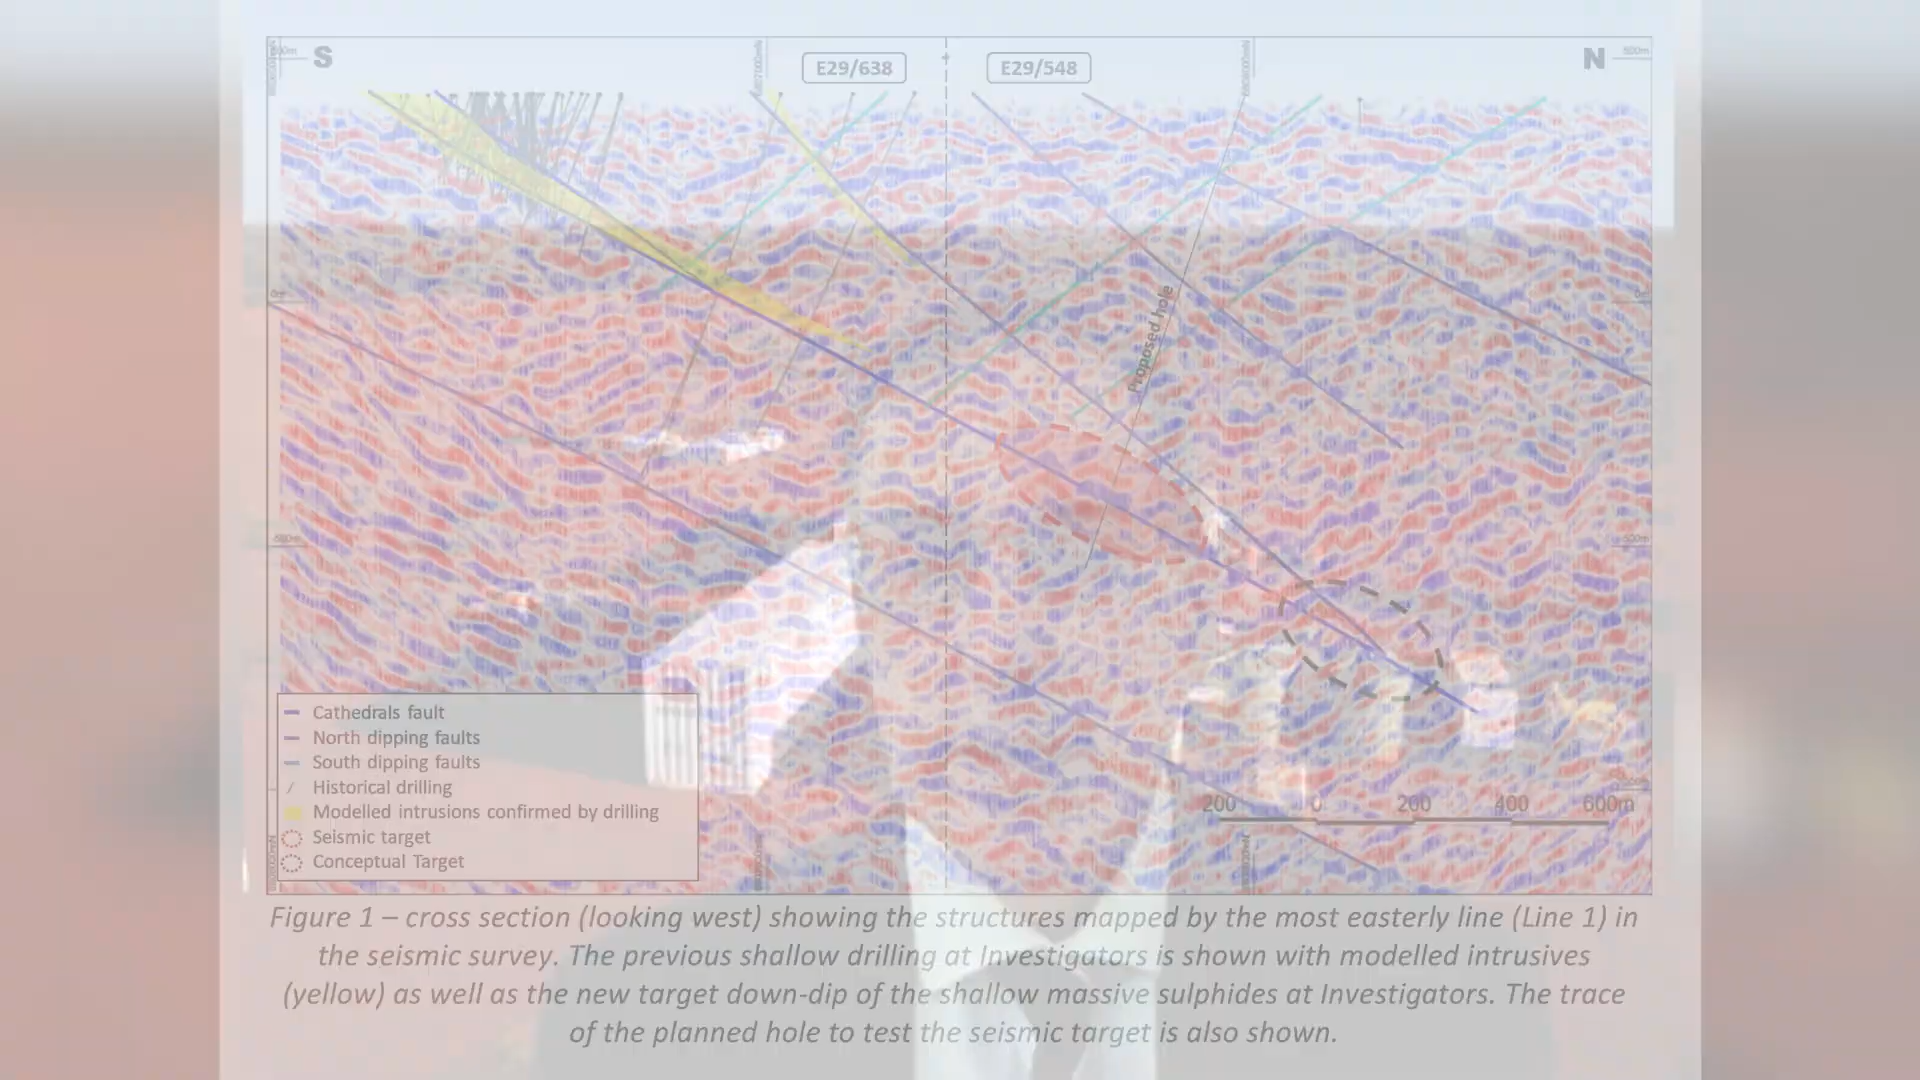 S
E29/638
E29/548
N
500m
Proposed hole
Cathedrals fault
North dipping faults
South dipping faults
Historical drilling
Modelled intrusions confirmed by drilling
Seismic target
Conceptual Target
200 0 200 400 600m
Figure 1 – cross section (looking west) showing the structures mapped by the most easterly line (Line 1) in
the seismic survey. The previous shallow drilling at Investigators is shown with modelled intrusives
(yellow) as well as the new target down-dip of the shallow massive sulphides at Investigators. The trace
of the planned hole to test the seismic target is also shown.